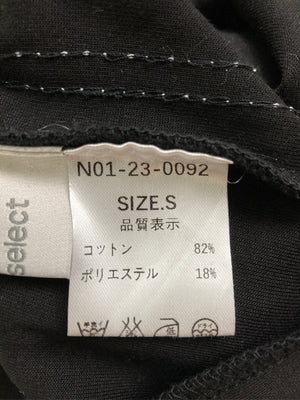 N01-23-0092
SIZE.S
品質表示
コットン 82%
ポリエステル 18%
select